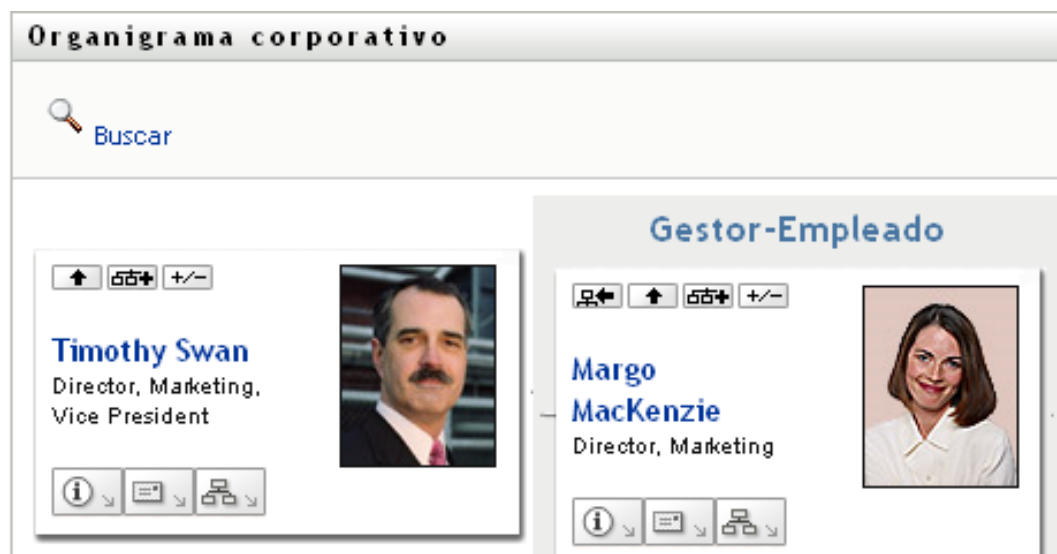 Organigrama corporativo
Buscar
Gestor-Empleado
+/−
+/−
Timothy Swan
Director, Marketing,
Vice President
Margo
MacKenzie
Director, Marketing